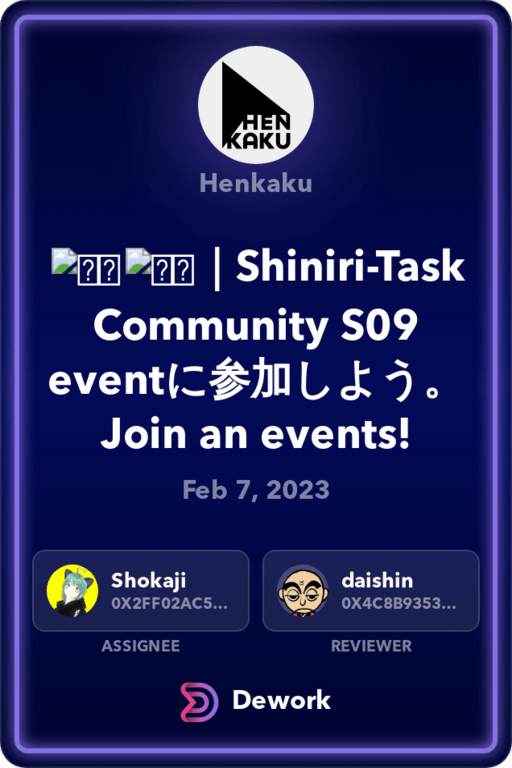 HEN
KAKU
Henkaku
| Shiniri-Task
Community S09
eventに参加しよう。
Join an events!
Feb 7, 2023
Shokaji
0X2FF02AC5...
daishin
0X4C8B9353...
ASSIGNEE
REVIEWER
Dework